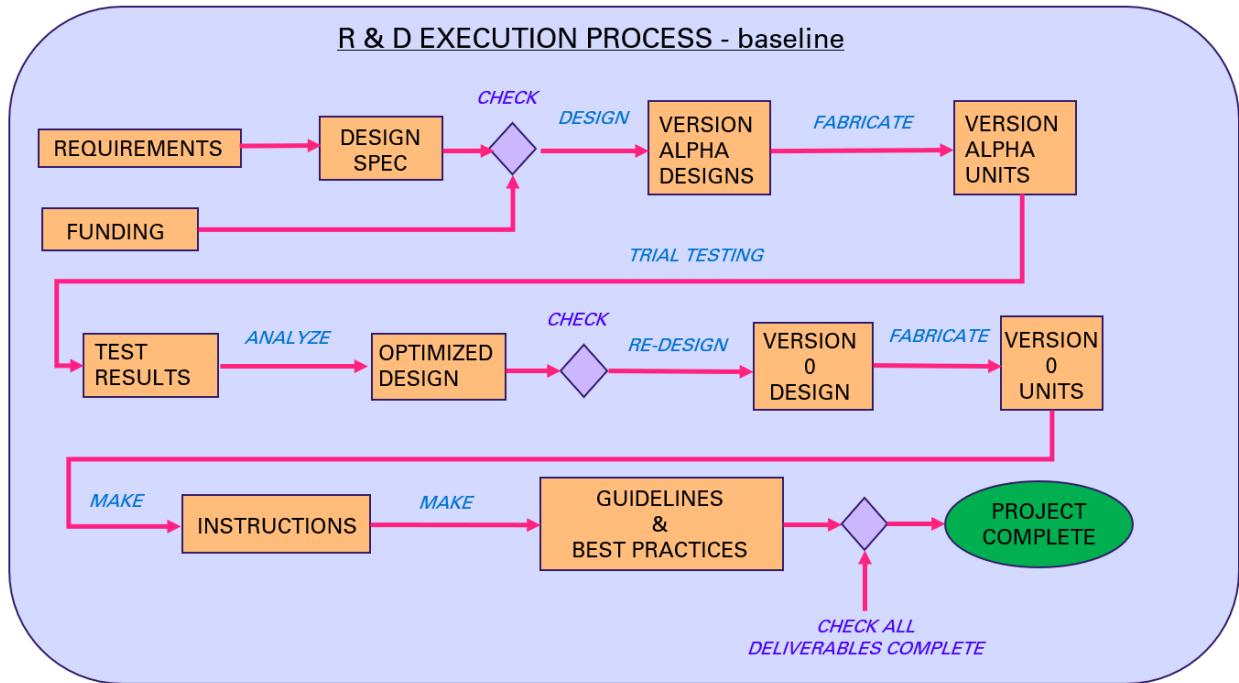 R & D EXECUTION PROCESS - baseline
CHECK
DESIGN
FABRICATE
REQUIREMENTS
DESIGN
SPEC
VERSION
ALPHA
DESIGNS
VERSION
ALPHA
UNITS
FUNDING
TRIAL TESTING
TEST
RESULTS
ANALYZE
OPTIMIZED
DESIGN
CHECK
RE-DESIGN
VERSION
0
DESIGN
FABRICATE
VERSION
0
UNITS
MAKE
INSTRUCTIONS
MAKE
GUIDELINES
&
BEST PRACTICES
PROJECT
COMPLETE
CHECK ALL
DELIVERABLES COMPLETE